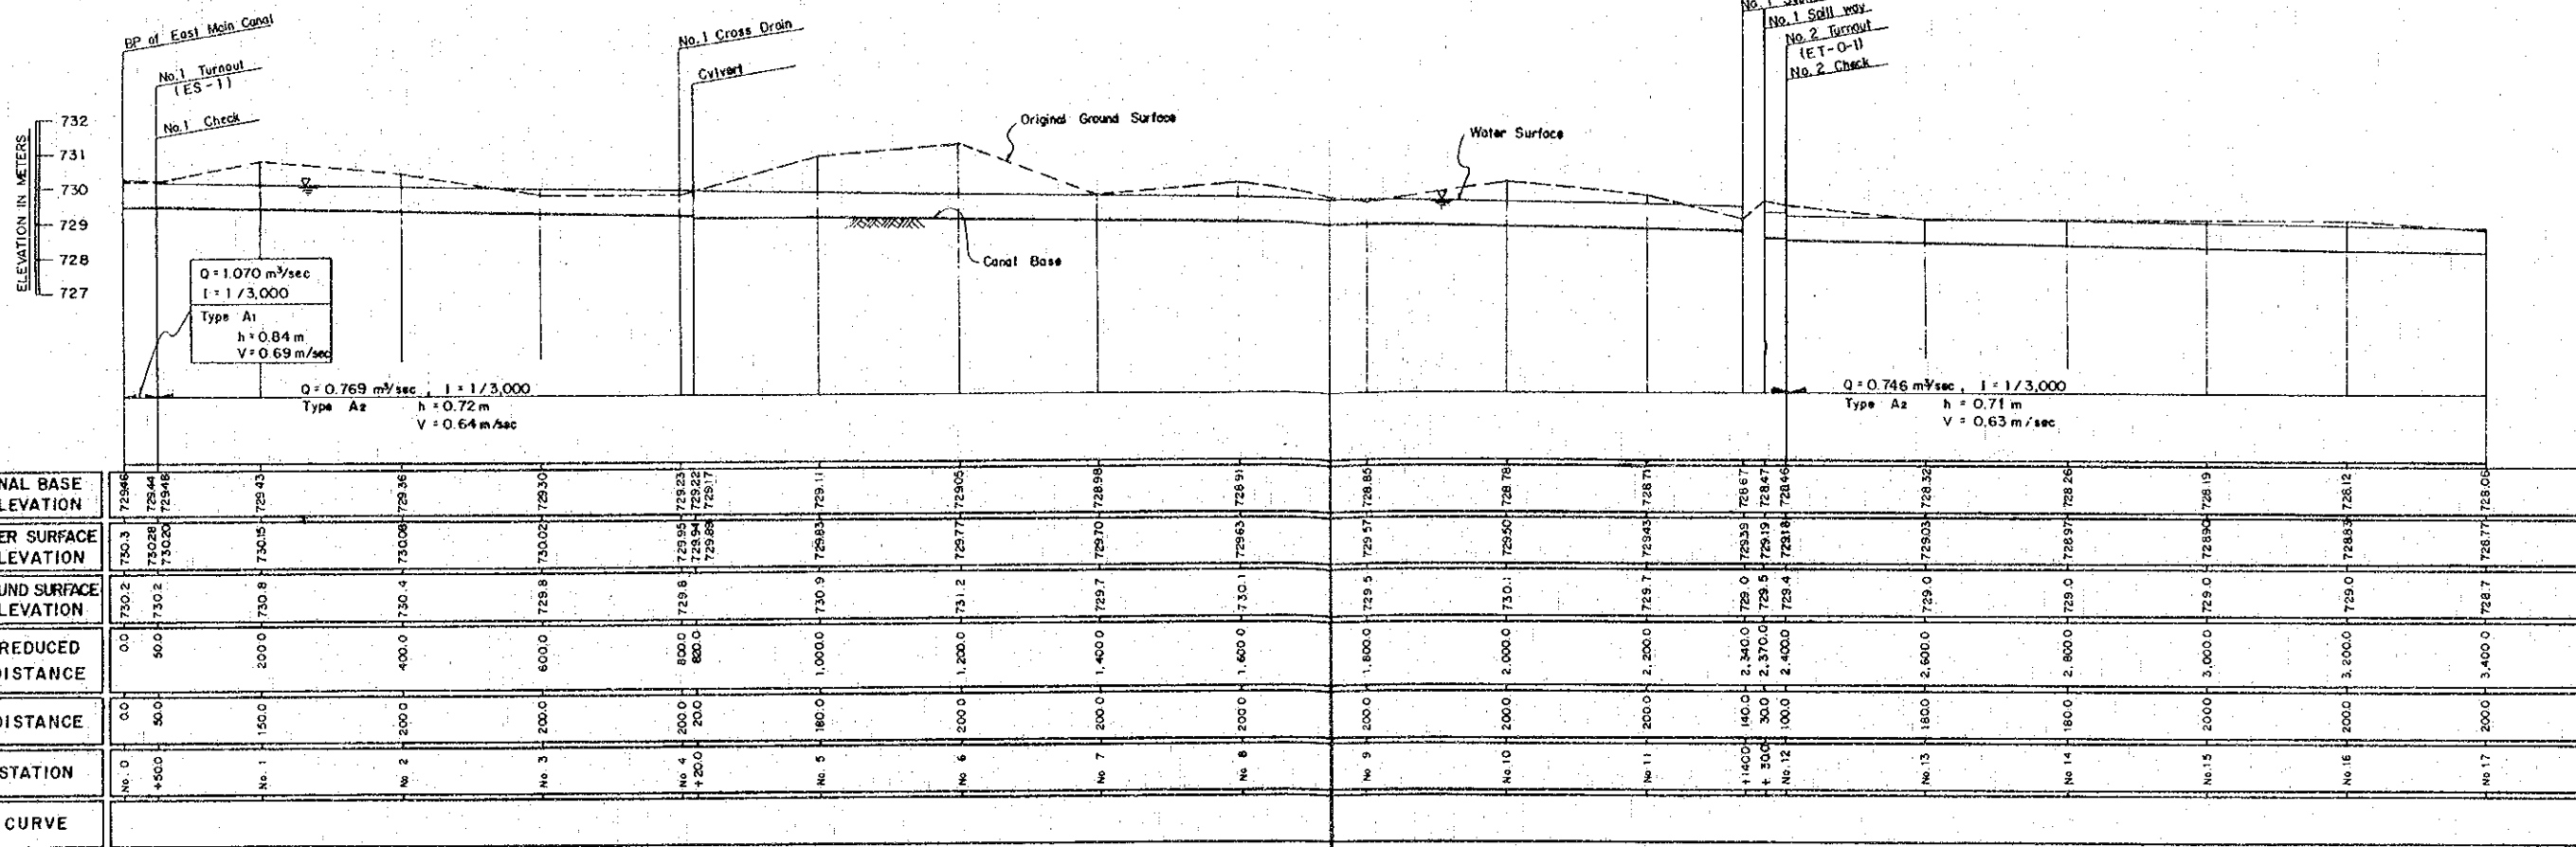 BP of East Main Canal
No.1 Turnout
(ES-1)
No.1 Check
No.1 Cross Drain
Cvlvert
No. 1 Spill way
No. 2 Turnout
(ET-0-1)
No. 2 Check
ELEVATION IN METERS
732
731
730
729
728
727
Original Ground Surface
Water Surface
Canal Base
Q = 1.070 m³/sec
I = 1/3,000
Type A1
h = 0.84 m
V = 0.69 m/sec
Q = 0.769 m³/sec, I = 1/3,000
Type A2 h = 0.72 m
V = 0.64 m/sec
Q = 0.746 m³/sec, I = 1/3,000
Type A2 h = 0.71 m
V = 0.63 m/sec
NAL BASE
LEVATION
729.46 729.44 729.48 729.43 729.36 729.30 729.23 729.22 729.17 729.11 729.05 728.98 728.91 728.85 728.78 728.71 728.67 728.47 728.46 728.32 728.26 728.19 728.12 728.06
ER SURFACE
LEVATION
730.3 730.28 730.20 730.15 730.08 730.02 729.95 729.94 729.89 729.83 729.77 729.70 729.63 729.57 729.50 729.43 729.39 729.19 729.18 729.03 728.97 728.90 728.83 728.77
UND SURFACE
LEVATION
730.2 730.2 730.8 730.4 729.8 729.8 730.9 731.2 729.7 730.1 729.5 730.1 729.7 729.0 729.5 729.4 729.0 729.0 729.0 729.0 728.7
REDUCED
DISTANCE
0.0 50.0 200.0 400.0 600.0 800.0 820.0 1,000.0 1,200.0 1,400.0 1,600.0 1,800.0 2,000.0 2,200.0 2,340.0 2,370.0 2,400.0 2,600.0 2,800.0 3,000.0 3,200.0 3,400.0
DISTANCE
0.0 50.0 150.0 200.0 200.0 200.0 20.0 180.0 200.0 200.0 200.0 200.0 200.0 200.0 140.0 30.0 100.0 180.0 180.0 200.0 200.0 200.0
STATION
No. 0 +50.0 No. 1 No 2 No. 3 No 4 +20.0 No. 5 No 6 No 7 No. 8 No 9 No.10 No 11 +140.0 + 30.0 No.12 No.13 No 14 No.15 No.16 No 17
CURVE